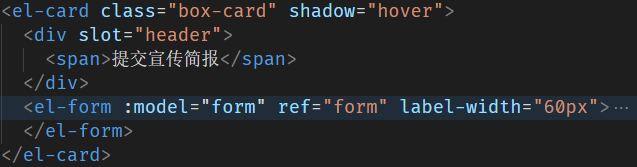 <el-card class="box-card" shadow="hover">
<div slot="header">
<span>提交宣传简报</span>
</div>
<el-form :model="form" ref="form" label-width="60px">···
</el-form>
</el-card>